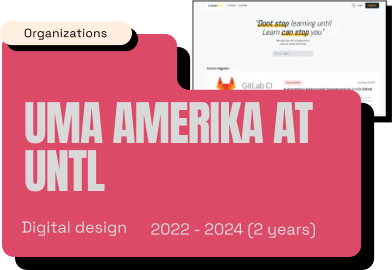 Organizations
"Dont stop learning until
Learn can stop you"
GitLab CI
UMA AMERIKA AT
UNTL
Digital design 2022 - 2024 (2 years)